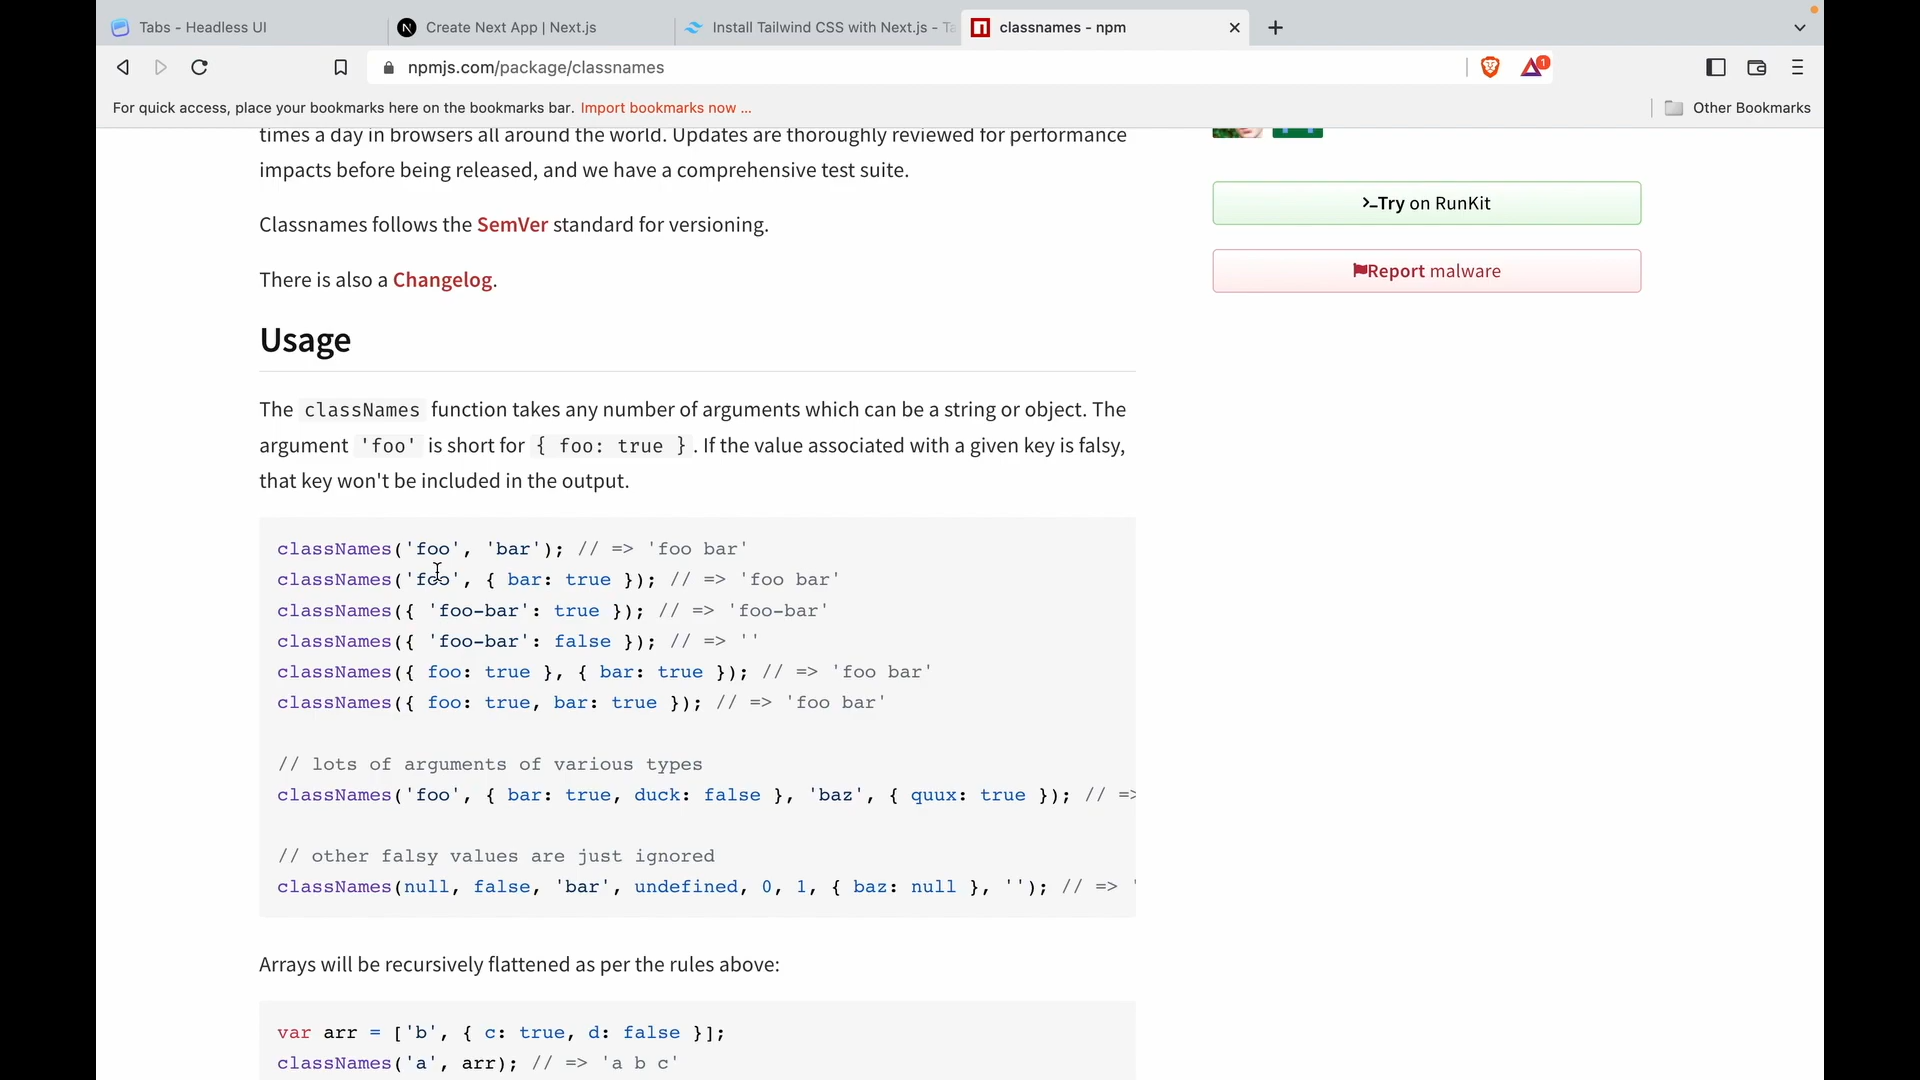 Tabs - Headless UI
Create Next App | Next.js
Install Tailwind CSS with Next.js - Ta
classnames - npm
npmjs.com/package/classnames
1
For quick access, place your bookmarks here on the bookmarks bar. Import bookmarks now ...
Other Bookmarks
times a day in browsers all around the world. Updates are thoroughly reviewed for performance
impacts before being released, and we have a comprehensive test suite.
Classnames follows the SemVer standard for versioning.
There is also a Changelog.
>_Try on RunKit
Report malware
Usage
The classNames function takes any number of arguments which can be a string or object. The
argument 'foo' is short for { foo: true }. If the value associated with a given key is falsy,
that key won't be included in the output.
classNames('foo', 'bar'); // => 'foo bar'
classNames('foo', { bar: true }); // => 'foo bar'
classNames({ 'foo-bar': true }); // => 'foo-bar'
classNames({ 'foo-bar': false }); // => ''
classNames({ foo: true }, { bar: true }); // => 'foo bar'
classNames({ foo: true, bar: true }); // => 'foo bar'
// lots of arguments of various types
classNames('foo', { bar: true, duck: false }, 'baz', { quux: true }); // =>
// other falsy values are just ignored
classNames(null, false, 'bar', undefined, 0, 1, { baz: null }, ''); // => '
Arrays will be recursively flattened as per the rules above:
var arr = ['b', { c: true, d: false }];
classNames('a', arr); // => 'a b c'